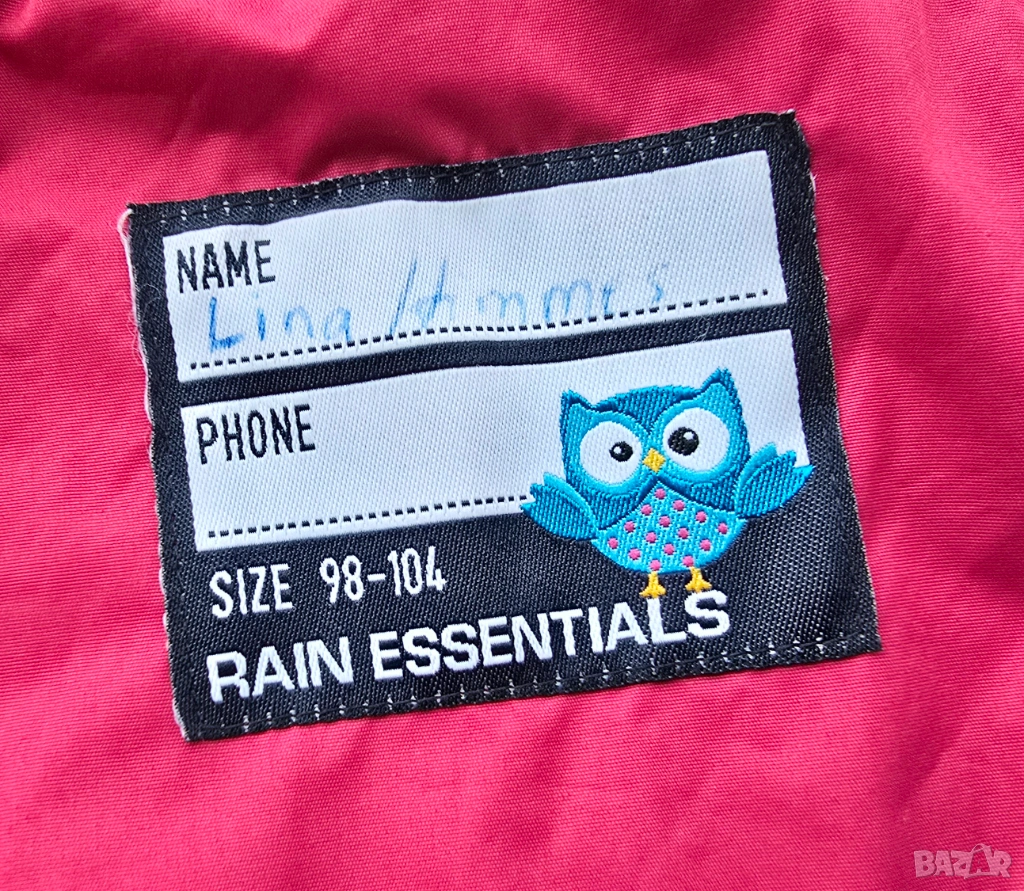 NAME
Lina
PHONE
SIZE 98-104
RAIN ESSENTIALS
BAZAR